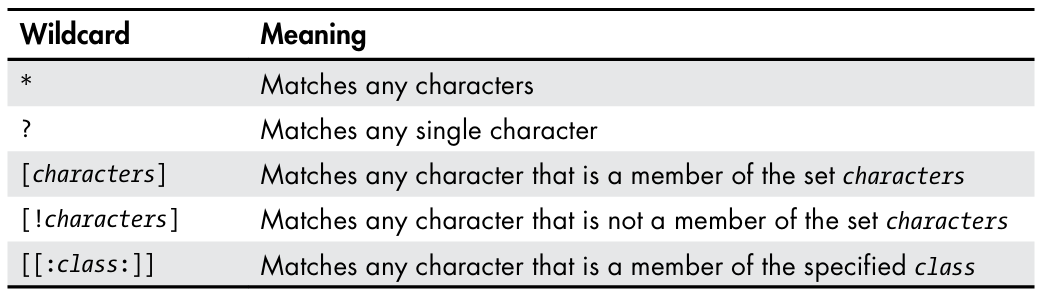 Wildcard Meaning
* Matches any characters
? Matches any single character
[characters] Matches any character that is a member of the set characters
[!characters] Matches any character that is not a member of the set characters
[[:class:]] Matches any character that is a member of the specified class